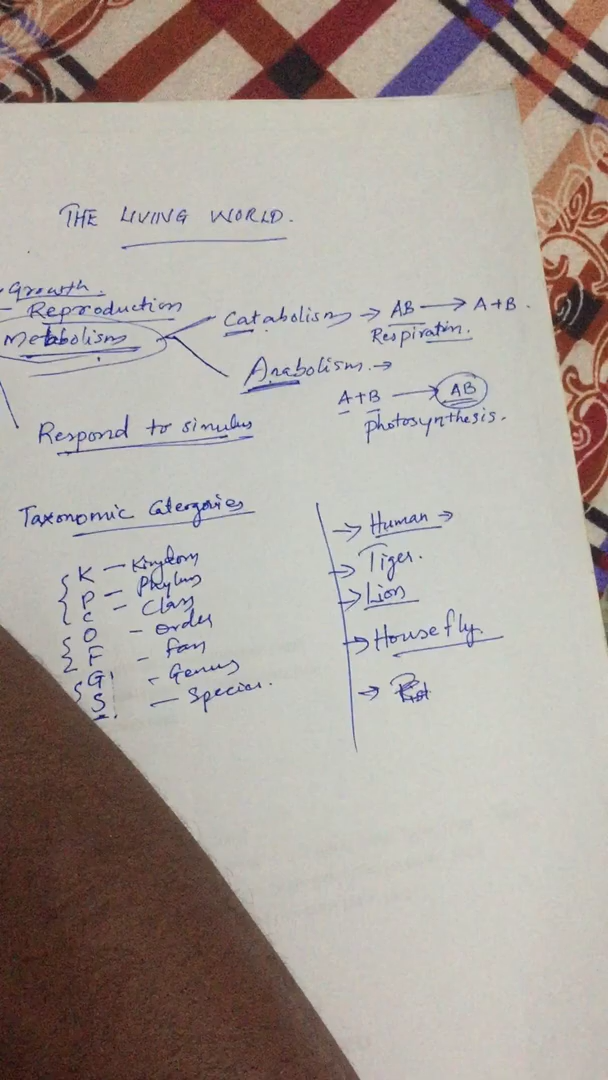 THE LIVING WORLD.
Growth.
- Reproduction
Metabolism
Catabolism → AB → A+B.
Respiration.
Anabolism. →
A+B → AB
photosynthesis.
Respond to simulus
Taxonomic Catergories
K - Kingdom
P - Phylum
C - Class
O - order
F - Fam
G - Genus
S - Species.
→ Human →
→ Tiger.
→ Lion
→ Housefly.
→